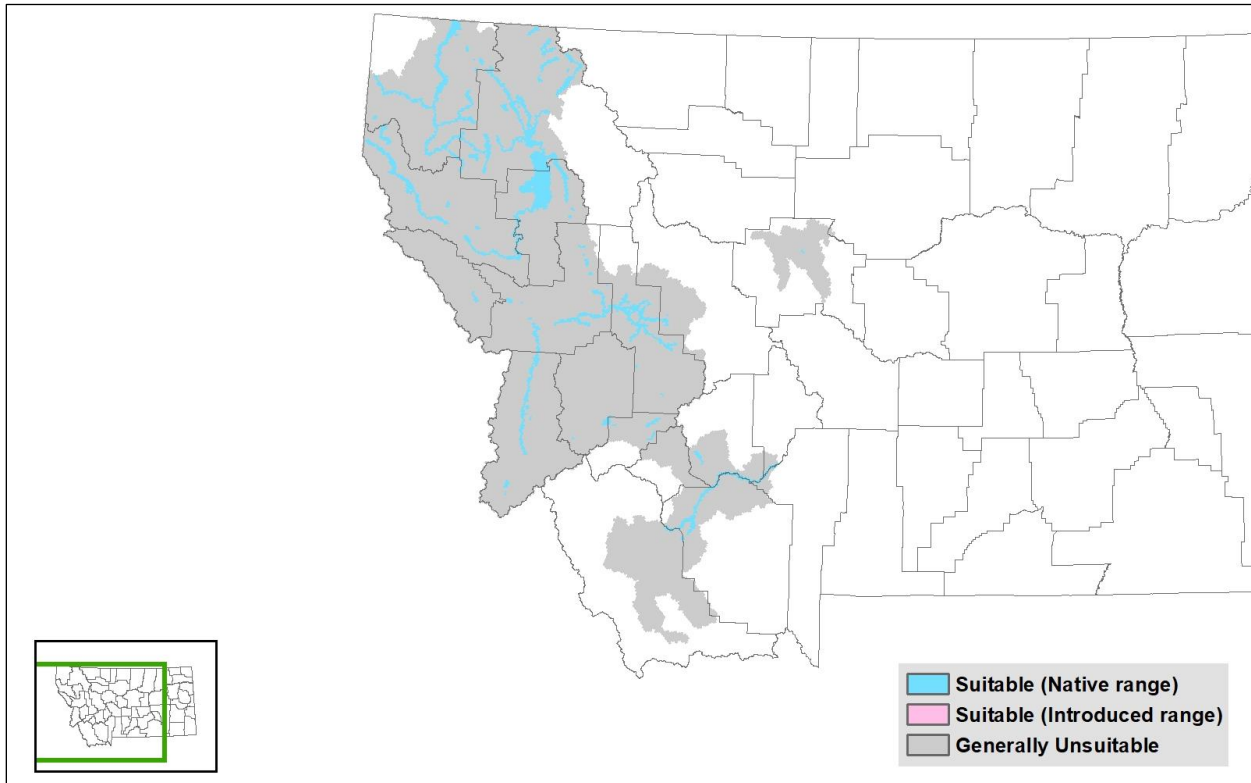 Suitable (Native range)
Suitable (Introduced range)
Generally Unsuitable